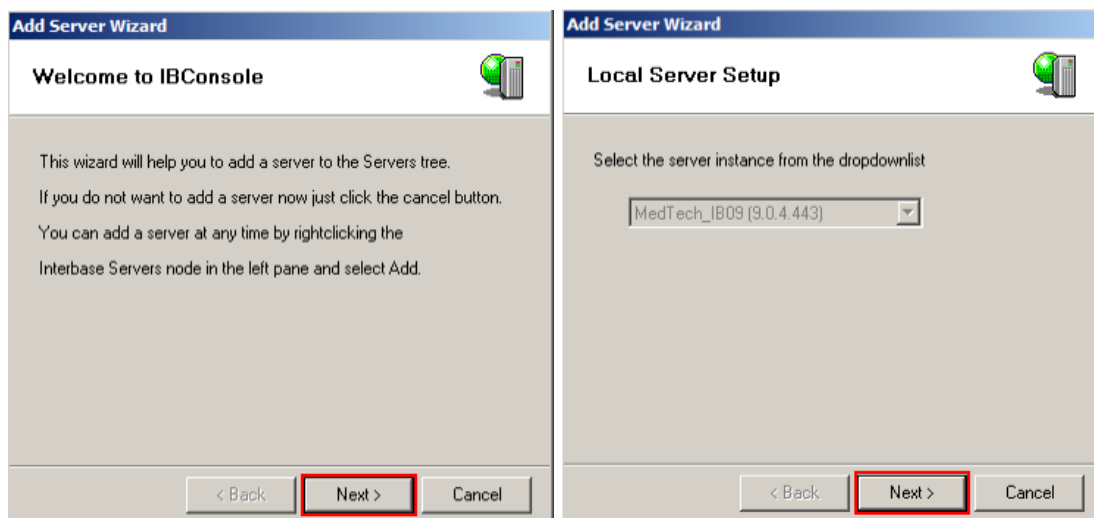 Add Server Wizard
Welcome to IBConsole
This wizard will help you to add a server to the Servers tree.
If you do not want to add a server now just click the cancel button.
You can add a server at any time by rightclicking the
Interbase Servers node in the left pane and select Add.
< Back
Next >
Cancel
Add Server Wizard
Local Server Setup
Select the server instance from the dropdownlist
MedTech_IB09 (9.0.4.443)
< Back
Next >
Cancel